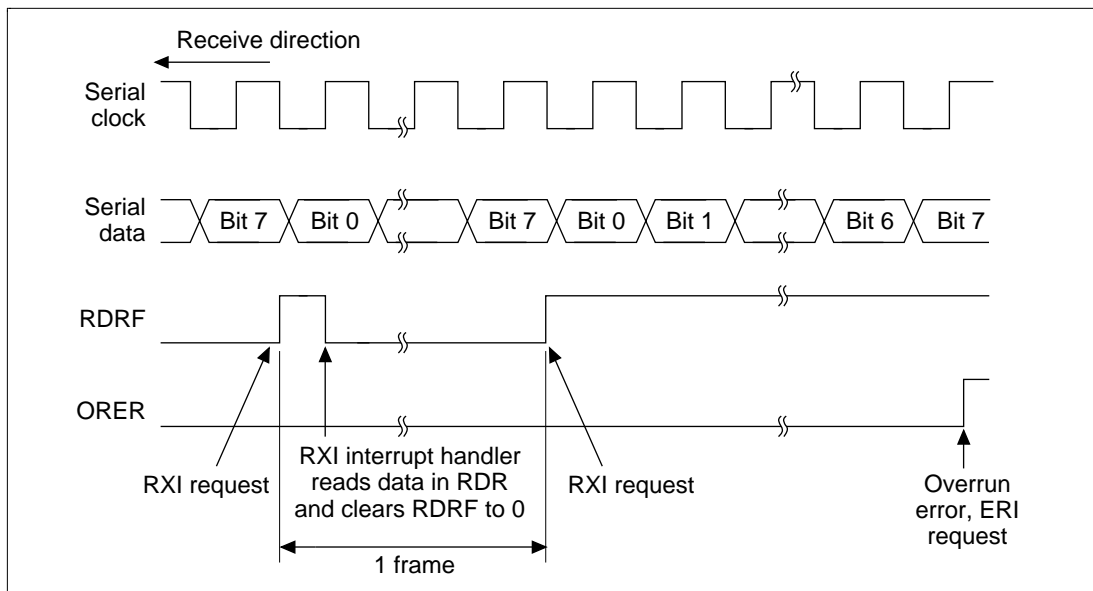 Receive direction
Serial
clock
Serial
data
Bit 7
Bit 0
Bit 7
Bit 0
Bit 1
Bit 6
Bit 7
RDRF
ORER
RXI request
RXI interrupt handler
reads data in RDR
and clears RDRF to 0
RXI request
Overrun
error, ERI
request
1 frame